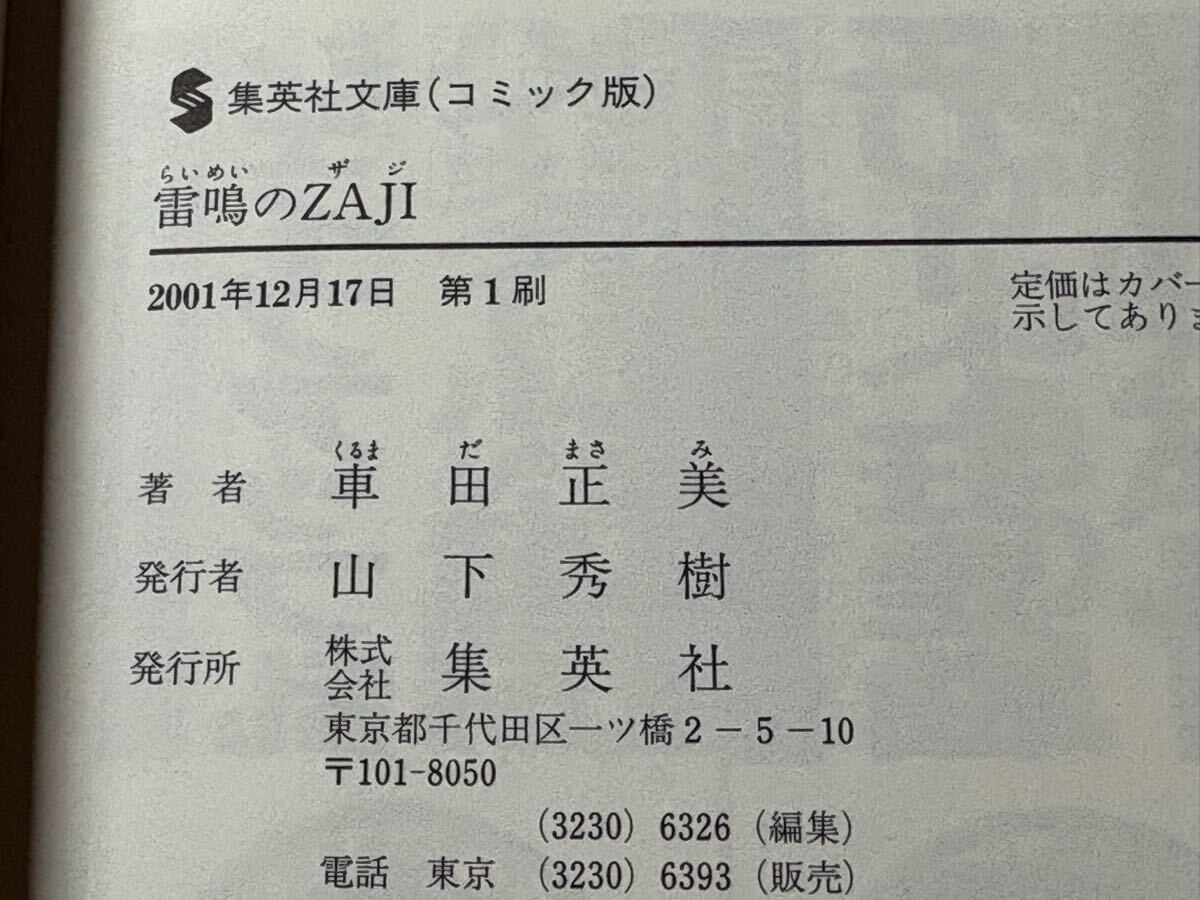 集英社文庫(コミック版)
らいめい ザ ジ
雷鳴のZAJI
2001年12月17日 第1刷
定価はカバー
示してありま
くるま だ まさ み
著者 車田正美
発行者 山下秀樹
発行所 株式会社 集英社
東京都千代田区一ツ橋2-5-10
〒101-8050
(3230) 6326 (編集)
電話 東京 (3230) 6393 (販売)